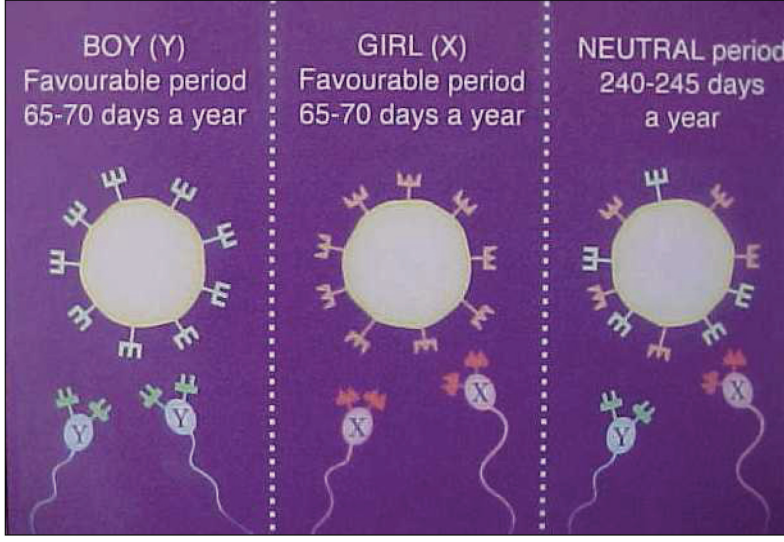 BOY (Y)
Favourable period
65-70 days a year
GIRL (X)
Favourable period
65-70 days a year
NEUTRAL period
240-245 days
a year
Y
Y
X
X
Y
X